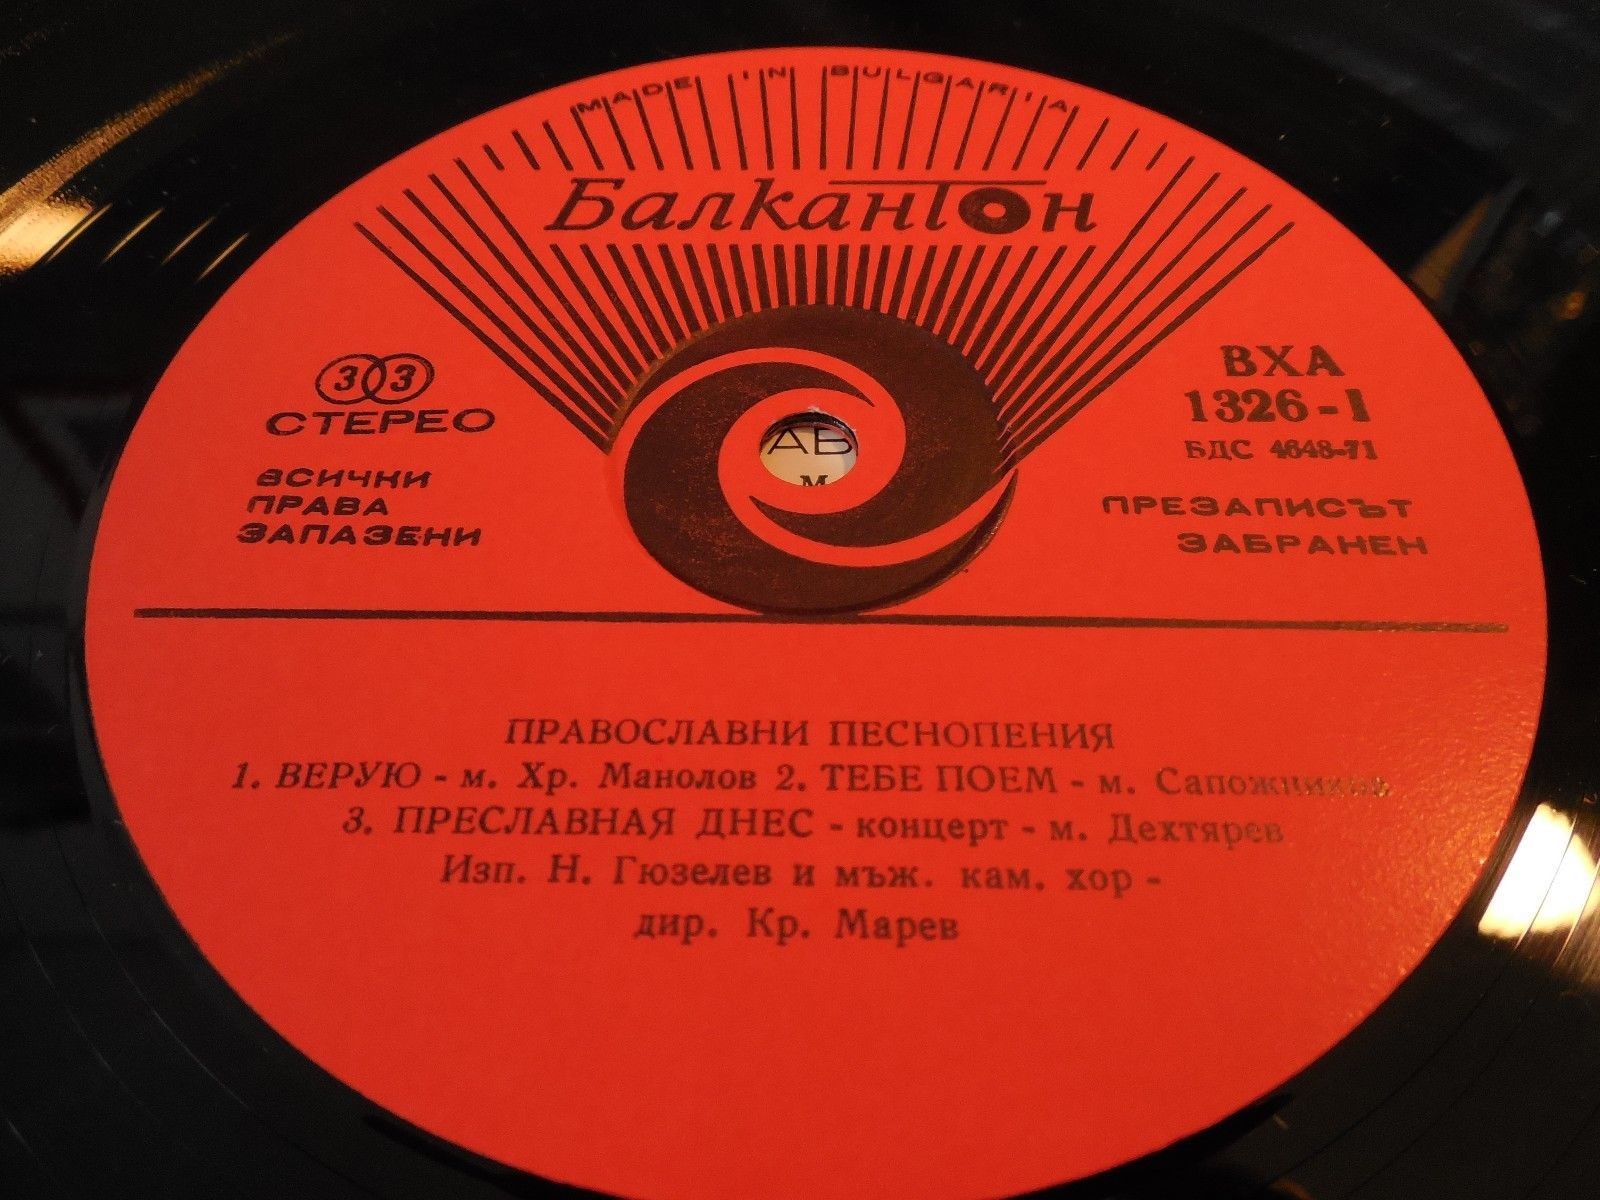 MADE IN BULGARIA
Балкантон
33
СТЕРЕО
ВСИЧКИ
ПРАВА
ЗАПАЗЕНИ
ВХА
1326-I
БДС 4648-71
ПРЕЗАПИСЪТ
ЗАБРАНЕН
АВ
м
ПРАВОСЛАВНИ ПЕСНОПЕНИЯ
1. ВЕРУЮ - м. Хр. Манолов 2. ТЕБЕ ПОЕМ - м. Сапожников
3. ПРЕСЛАВНАЯ ДНЕС - концерт - м. Дехтярев
Изп. Н. Гюзелев и мъж. кам. хор -
дир. Кр. Марев